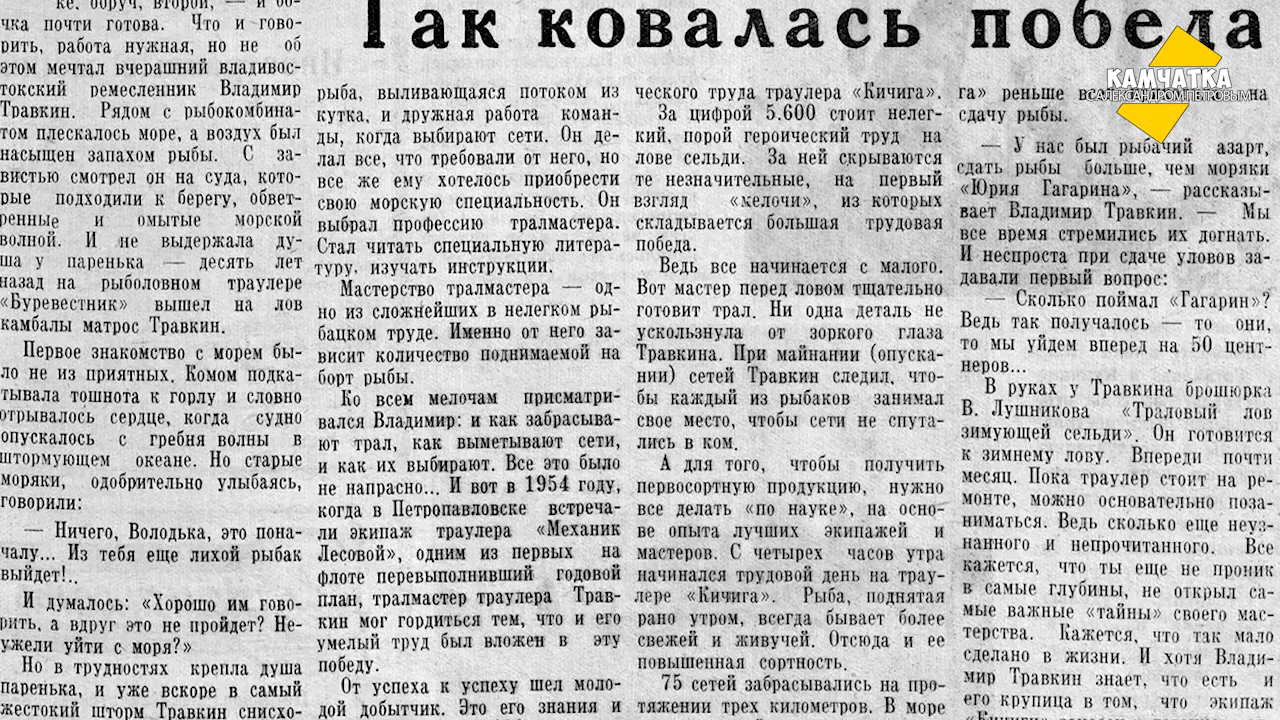 Так ковалась победа
КАМЧАТКА
С АЛЕКСАНДРОМ ПЕТРОВЫМ
ке, обруч, второй, — и бо-
чка почти готова. Что и гово-
рить, работа нужная, но не об
этом мечтал вчерашний владивос-
токский ремесленник Владимир
Травкин. Рядом с рыбокомбина-
том плескалось море, а воздух был
насыщен запахом рыбы. С за-
вистью смотрел он на суда, кото-
рые подходили к берегу, обвет-
ренные и омытые морской
волной. И не выдержала ду-
ша у паренька — десять лет
назад на рыболовном траулере
«Буревестник» вышел на лов
камбалы матрос Травкин.
Первое знакомство с морем бы-
ло не из приятных. Комом подка-
тывала тошнота к горлу и словно
отрывалось сердце, когда судно
опускалось с гребня волны в
штормующем океане. Но старые
моряки, одобрительно улыбаясь,
говорили:
— Ничего, Володька, это пона-
чалу... Из тебя еще лихой рыбак
выйдет!..
И думалось: «Хорошо им гово-
рить, а вдруг это не пройдет? Не-
ужели уйти с моря?»
Но в трудностях крепла душа
паренька, и уже вскоре в самый
жестокий шторм Травкин снисхо-
рыба, выливающаяся потоком из
кутка, и дружная работа коман-
ды, когда выбирают сети. Он де-
лал все, что требовали от него, но
все же ему хотелось приобрести
свою морскую специальность. Он
выбрал профессию тралмастера.
Стал читать специальную литера-
туру, изучать инструкции.
Мастерство тралмастера — од-
но из сложнейших в нелегком ры-
бацком труде. Именно от него за-
висит количество поднимаемой на
борт рыбы.
Ко всем мелочам присматри-
вался Владимир: и как забрасыва-
ют трал, как выметывают сети,
и как их выбирают. Все это было
не напрасно... И вот в 1954 году,
когда в Петропавловске встреча-
ли экипаж траулера «Механик
Лесовой», одним из первых на
флоте перевыполнивший годовой
план, тралмастер траулера Трав-
кин мог гордиться тем, что и его
умелый труд был вложен в эту
победу.
От успеха к успеху шел моло-
дой добытчик. Это его знания и
ческого труда траулера «Кичига».
За цифрой 5.600 стоит нелег-
кий, порой героический труд на
лове сельди. За ней скрываются
те незначительные, на первый
взгляд «мелочи», из которых
складывается большая трудовая
победа.
Ведь все начинается с малого.
Вот мастер перед ловом тщательно
готовит трал. Ни одна деталь не
ускользнула от зоркого глаза
Травкина. При майнании (опуска-
нии) сетей Травкин следил, что-
бы каждый из рыбаков занимал
свое место, чтобы сети не спута-
лись в ком.
А для того, чтобы получить
первосортную продукцию, нужно
все делать «по науке», на осно-
ве опыта лучших экипажей и
мастеров. С четырех часов утра
начинался трудовой день на трау-
лере «Кичига». Рыба, поднятая
рано утром, всегда бывает более
свежей и живучей. Отсюда и ее
повышенная сортность.
75 сетей забрасывались на про-
тяжении трех километров. В море
га» реньше на
сдачу рыбы.
— У нас был рыбачий азарт,
сдать рыбы больше, чем моряки
«Юрия Гагарина», — рассказы-
вает Владимир Травкин. — Мы
все время стремились их догнать.
И неспроста при сдаче уловов за-
давали первый вопрос:
— Сколько поймал «Гагарин»?
Ведь так получалось — то они,
то мы уйдем вперед на 50 цент-
неров...
В руках у Травкина брошюрка
В. Лушникова «Траловый лов
зимующей сельди». Он готовится
к зимнему лову. Впереди почти
месяц. Пока траулер стоит на ре-
монте, можно основательно поза-
ниматься. Ведь сколько еще неуз-
нанного и непрочитанного. Все
кажется, что ты еще не проник
в самые глубины, не открыл са-
мые важные «тайны» своего мас-
терства. Кажется, что так мало
сделано в жизни. И хотя Влади-
мир Травкин знает, что есть и
его крупица в том, что экипаж